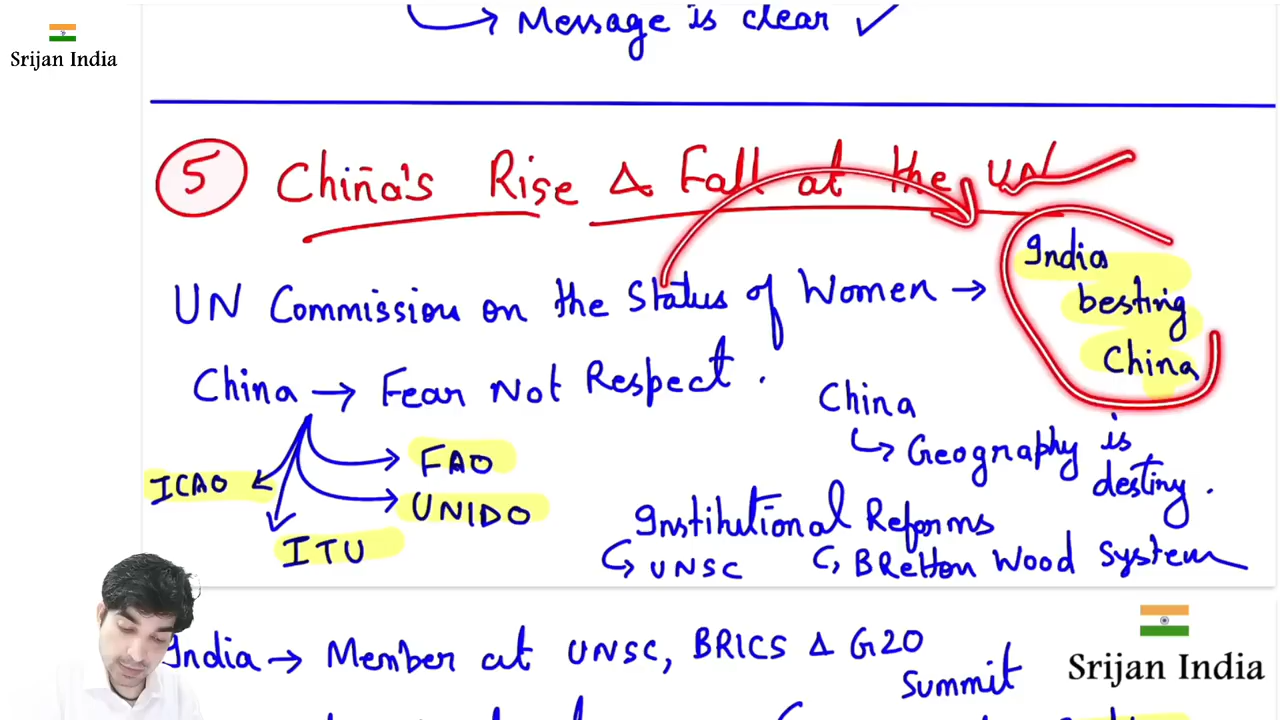 Srijan India
→ Message is clear ✓
5 China's Rise & Fall at the UN
UN Commission on the Status of Women → India
besting
China
China → Fear Not Respect.
ICAO
ITU
FAO
UNIDO
China
↳ Geography is
destiny.
Institutional Reforms
↳ UNSC ↳ BRetton Wood System
India → Member at UNSC, BRICS & G20
Summit
Srijan India